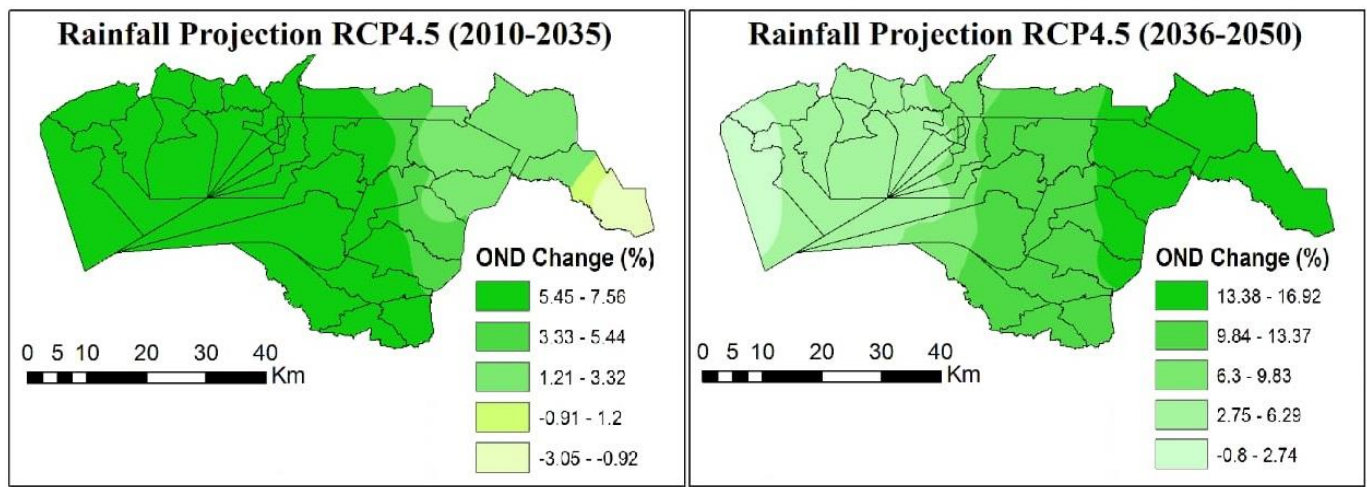 Rainfall Projection RCP4.5 (2010-2035)
OND Change (%)
5.45 - 7.56
3.33 - 5.44
1.21 - 3.32
-0.91 - 1.2
-3.05 - -0.92
0 5 10 20 30 40
Km
Rainfall Projection RCP4.5 (2036-2050)
OND Change (%)
13.38 - 16.92
9.84 - 13.37
6.3 - 9.83
2.75 - 6.29
-0.8 - 2.74
0 5 10 20 30 40
Km